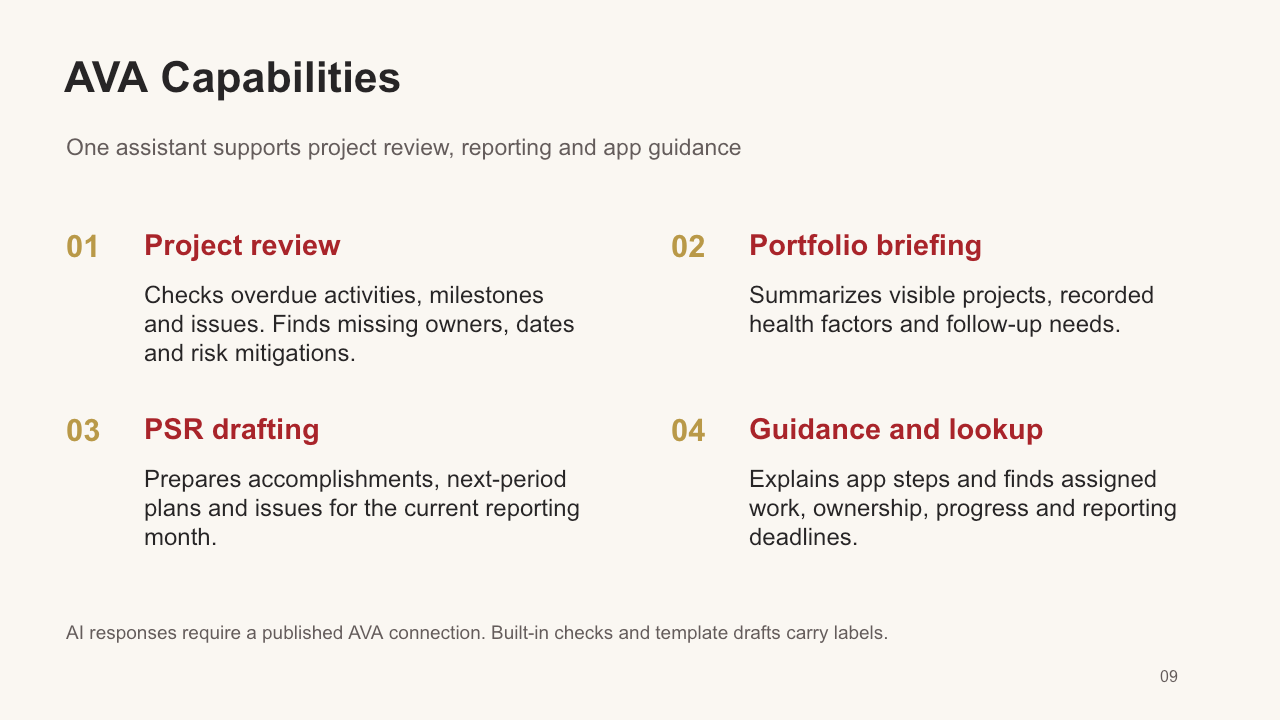 AVA Capabilities
One assistant supports project review, reporting and app guidance
01
Project review
Checks overdue activities, milestones
and issues. Finds missing owners, dates
and risk mitigations.
02
Portfolio briefing
Summarizes visible projects, recorded
health factors and follow-up needs.
03
PSR drafting
Prepares accomplishments, next-period
plans and issues for the current reporting
month.
04
Guidance and lookup
Explains app steps and finds assigned
work, ownership, progress and reporting
deadlines.
AI responses require a published AVA connection. Built-in checks and template drafts carry labels.
09